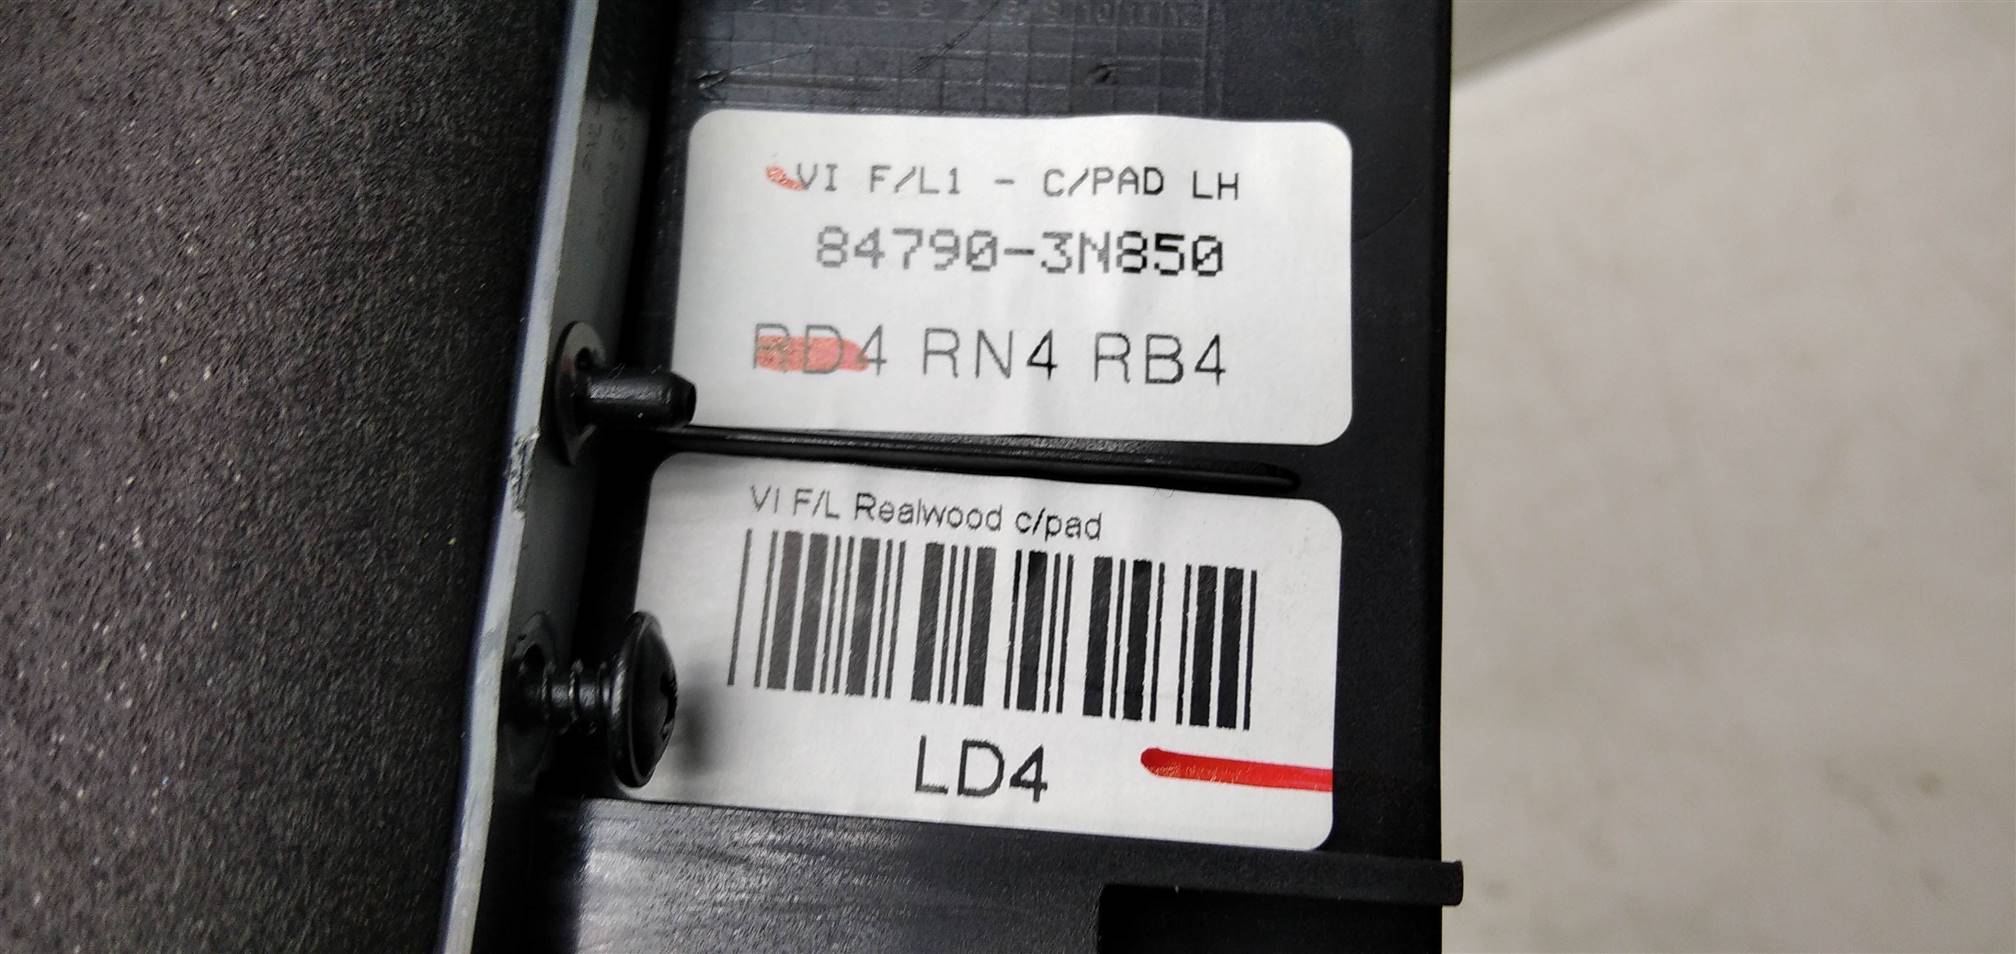 VI F/L1 - C/PAD LH
84790-3N850
RD4 RN4 RB4
VI F/L Realwood c/pad
LD4